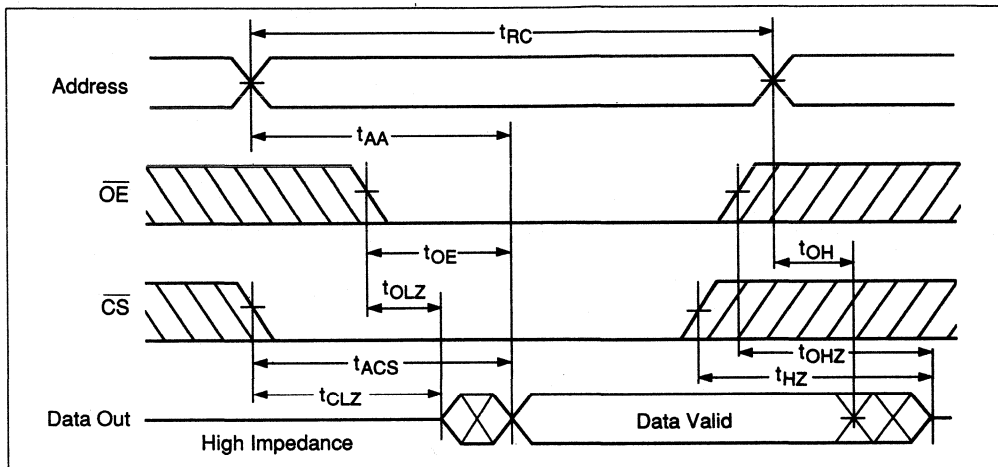 tRC
Address
tAA
OE
tOE
tOH
tOLZ
CS
tOHZ
tACS
tHZ
tCLZ
Data Out
Data Valid
High Impedance